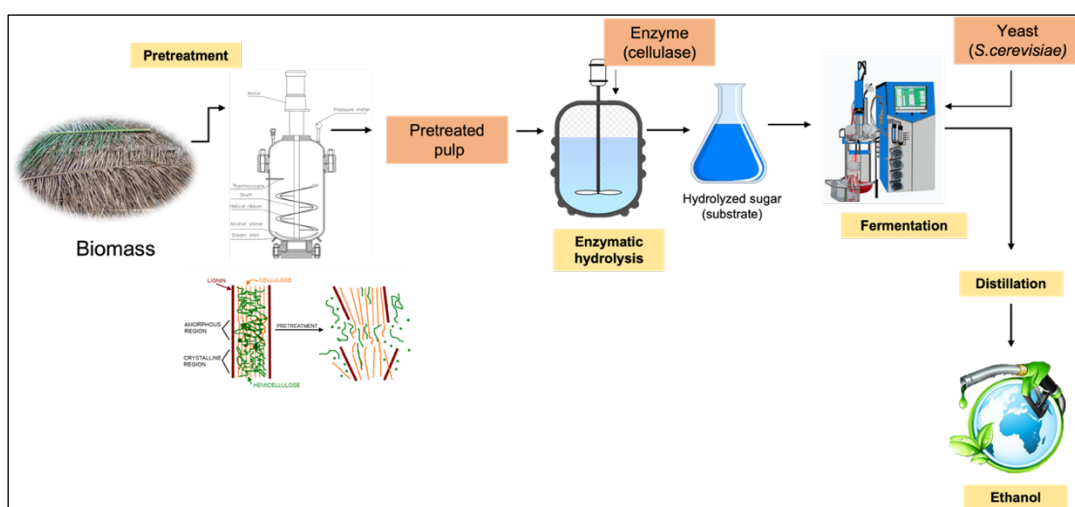 Pretreatment
Motor
Pressure meter
Thermocouple
Shaft
Helical ribbon
Anchor stirrer
Steam inlet
Biomass
LIGNIN
CELLULOSE
AMORPHOUS
REGION
CRYSTALLINE
REGION
PRETREATMENT
HEMICELLULOSE
Pretreated
pulp
Enzyme
(cellulase)
Enzymatic
hydrolysis
Hydrolyzed sugar
(substrate)
Yeast
(S.cerevisiae)
Fermentation
Distillation
Ethanol